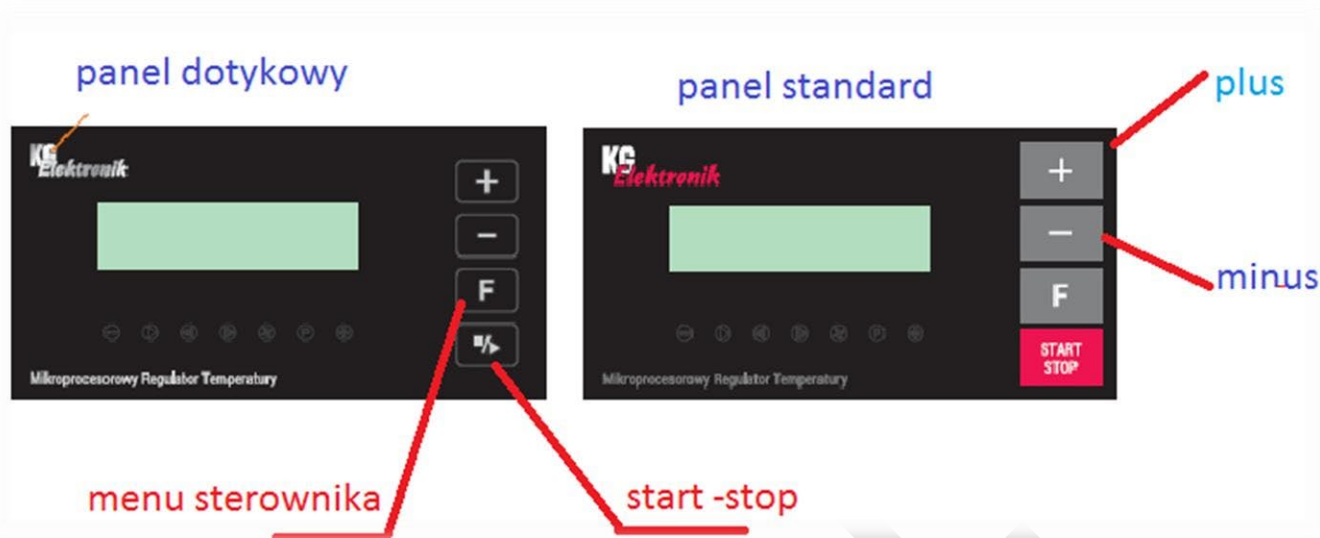 panel dotykowy
panel standard
plus
KG
Elektronik
+
-
F
■/▶
Mikroprocesorowy Regulator Temperatury
KG
Elektronik
+
-
F
START
STOP
Mikroprocesorowy Regulator Temperatury
minus
menu sterownika
start -stop